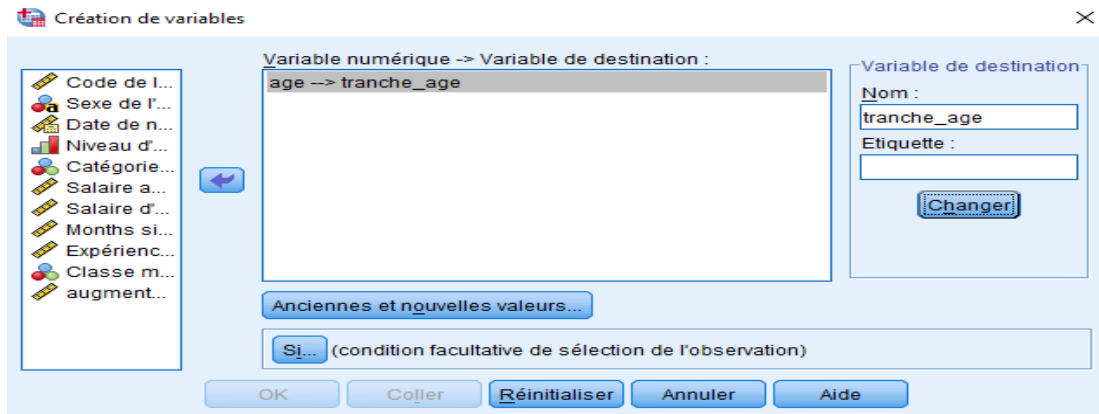 Création de variables
Variable numérique -> Variable de destination :
Code de l...
Sexe de l'...
Date de n...
Niveau d'...
Catégorie...
Salaire a...
Salaire d'...
Months si...
Expérienc...
Classe m...
augment...
age --> tranche_age
Variable de destination
Nom :
tranche_age
Etiquette :
Changer
Anciennes et nouvelles valeurs...
Si... (condition facultative de sélection de l'observation)
OK Coller Réinitialiser Annuler Aide